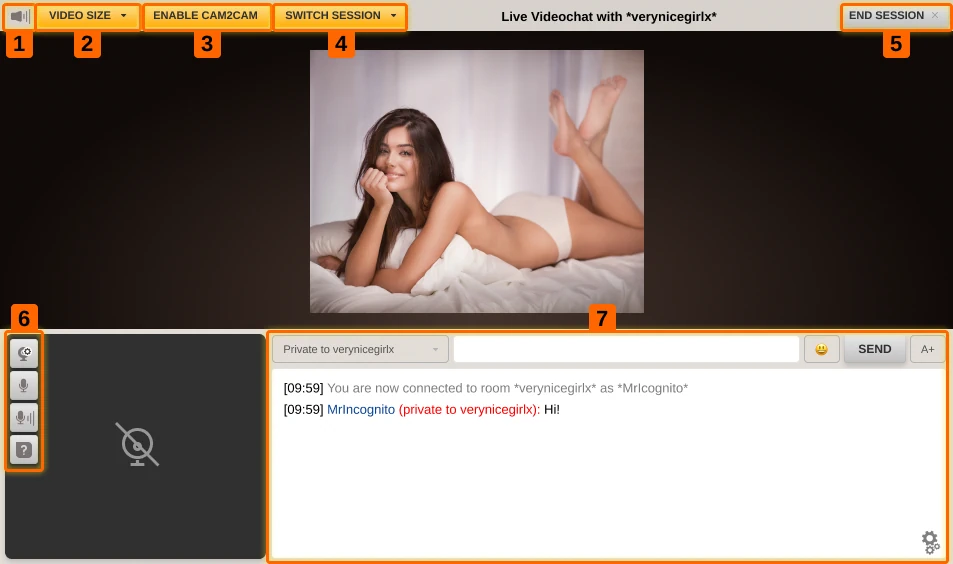 VIDEO SIZE
ENABLE CAM2CAM
SWITCH SESSION
Live Videochat with *verynicegirlx*
END SESSION ×
1
2
3
4
5
6
7
Private to verynicegirlx
SEND
A+
[09:59] You are now connected to room *verynicegirlx* as *MrIncognito*
[09:59] MrIncognito (private to verynicegirlx): Hi!
?